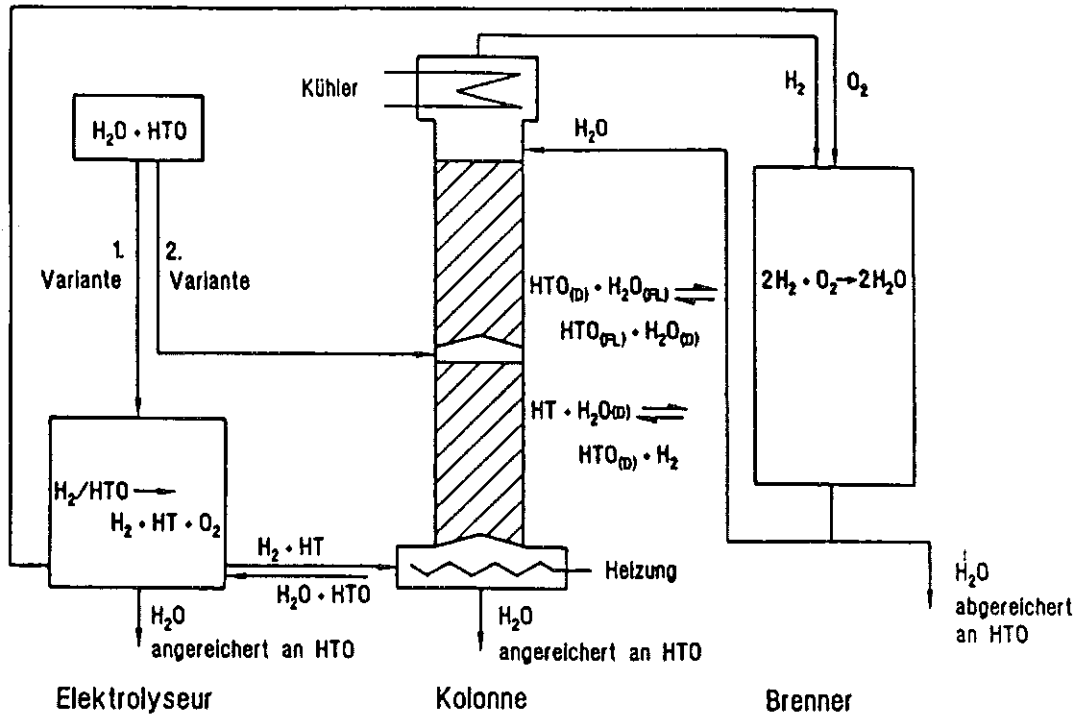 Kühler
H₂
O₂
H₂O + HTO
H₂O
1.
Variante
2.
Variante
2H₂ + O₂→2H₂O
HTO(D) + H₂O(FL) ⇌
HTO(FL) + H₂O(D)
HT + H₂O(D) ⇌
HTO(D) + H₂
H₂/HTO →
H₂ + HT + O₂
H₂ + HT
H₂O + HTO
Heizung
H₂O
angereichert an HTO
H₂O
angereichert an HTO
H₂O
abgereichert
an HTO
Elektrolyseur
Kolonne
Brenner